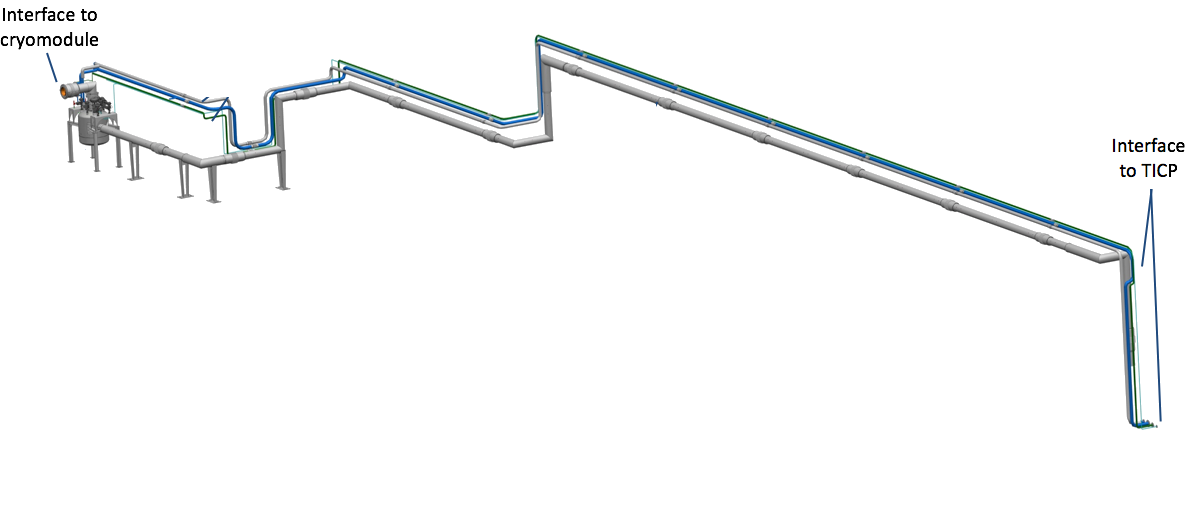 Interface to
cryomodule
Interface
to TICP